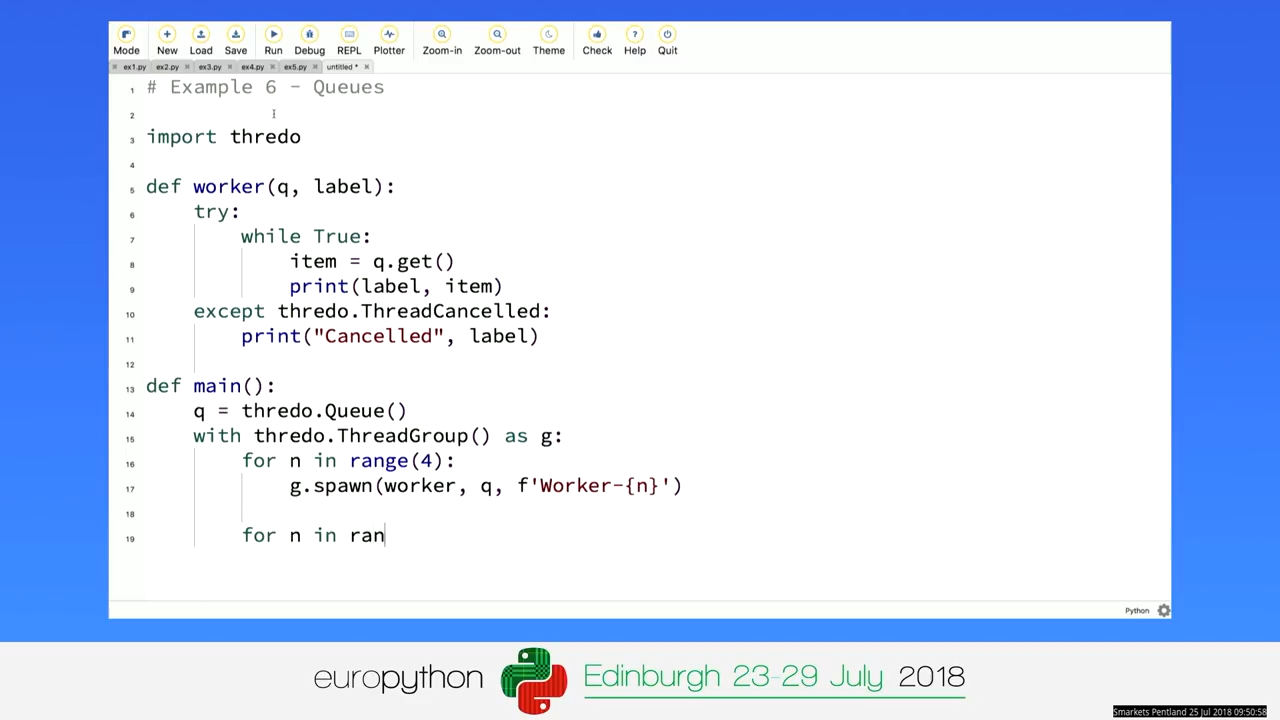 Mode New Load Save Run Debug REPL Plotter Zoom-in Zoom-out Theme Check Help Quit
ex1.py ex2.py ex3.py ex4.py ex5.py untitled *
1 # Example 6 - Queues
2
3 import thredo
4
5 def worker(q, label):
6     try:
7         while True:
8             item = q.get()
9             print(label, item)
10     except thredo.ThreadCancelled:
11         print("Cancelled", label)
12
13 def main():
14     q = thredo.Queue()
15     with thredo.ThreadGroup() as g:
16         for n in range(4):
17             g.spawn(worker, q, f'Worker-{n}')
18
19         for n in ran
Python
europython Edinburgh 23-29 July 2018
Smarkets Pentland 25 Jul 2018 09:50:58